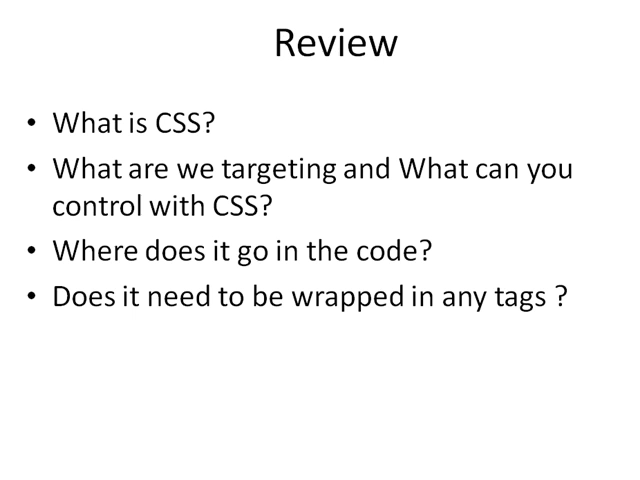 Review
• What is CSS?
• What are we targeting and What can you
control with CSS?
• Where does it go in the code?
• Does it need to be wrapped in any tags ?